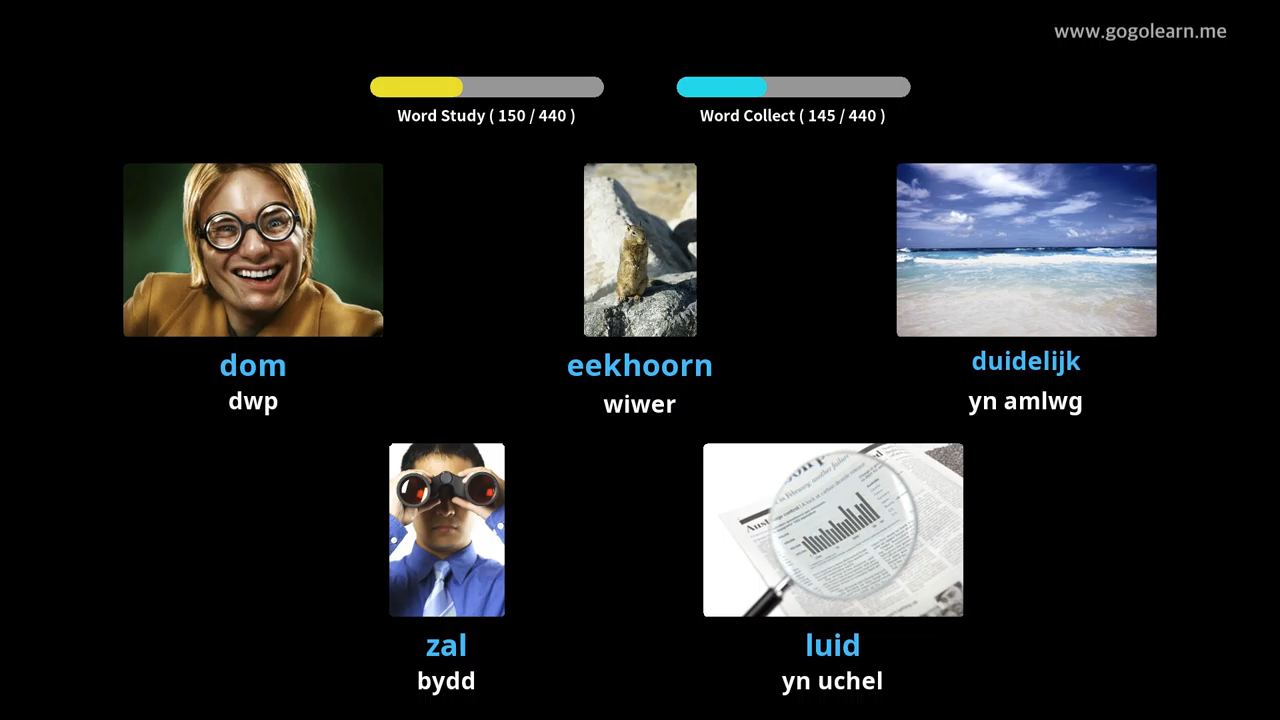 www.gogolearn.me
Word Study ( 150 / 440 )
Word Collect ( 145 / 440 )
dom
dwp
eekhoorn
wiwer
duidelijk
yn amlwg
zal
bydd
luid
yn uchel